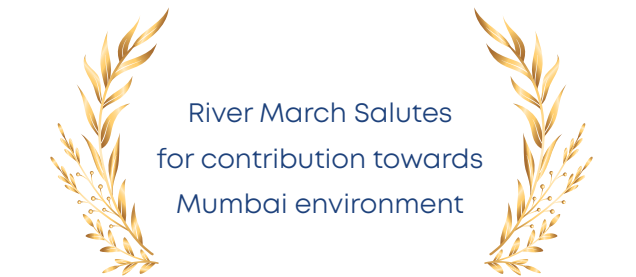 River March Salutes
for contribution towards
Mumbai environment